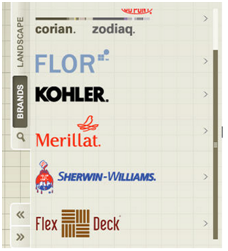 LANDSCAPE
BRANDS
corian. zodiaq.
FLOR
KOHLER.
Merillat.
SHERWIN-WILLIAMS.
Flex Deck